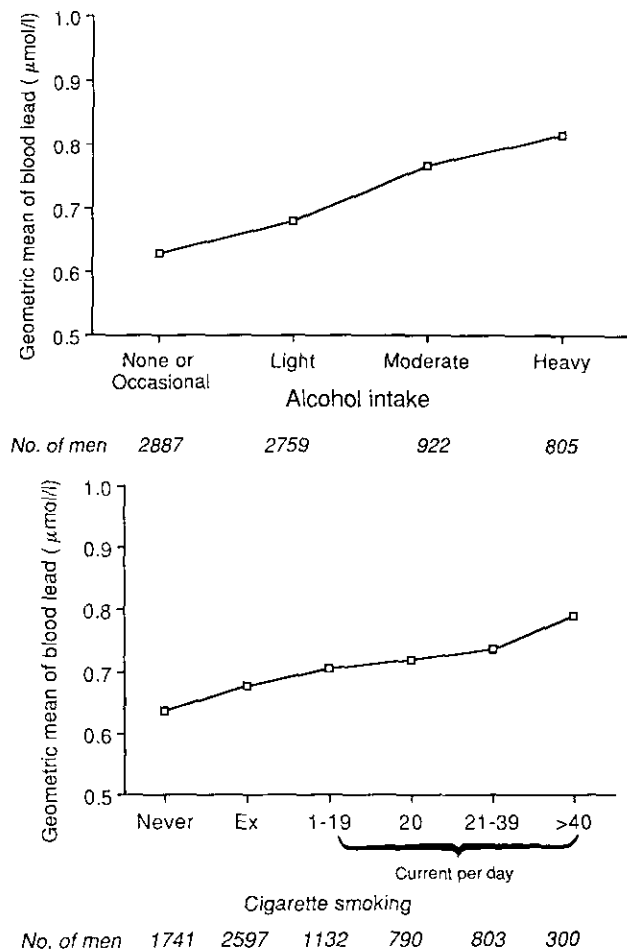 Geometric mean of blood lead ( µmol/l)
1.0
0.9
0.8
0.7
0.6
0.5
None or Occasional Light Moderate Heavy
Alcohol intake
No. of men 2887 2759 922 805
Geometric mean of blood lead ( µmol/l)
1.0
0.9
0.8
0.7
0.6
0.5
Never Ex 1-19 20 21-39 >40
Current per day
Cigarette smoking
No. of men 1741 2597 1132 790 803 300